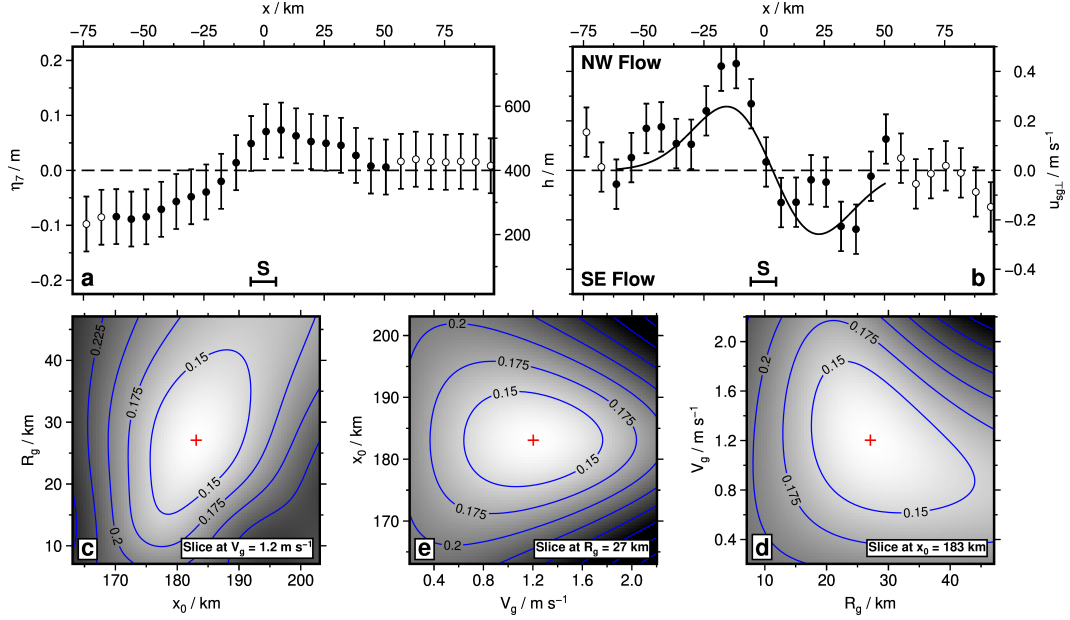 x / km
x / km
−75 −50 −25 0 25 50 75
−75 −50 −25 0 25 50 75
0.2
0.1
0.0
−0.1
−0.2
η7 / m
600
400
200
h / m
a
S
NW Flow
SE Flow
S
b
0.4
0.2
0.0
−0.2
−0.4
usg⊥ / m s−1
40
30
20
10
Rg / km
0.225
0.175
0.15
0.15
0.175
0.2
c
Slice at Vg = 1.2 m s−1
170 180 190 200
x0 / km
200
190
180
170
x0 / km
0.2
0.175
0.15
0.175
0.15
0.175
0.2
e
Slice at Rg = 27 km
0.4 0.8 1.2 1.6 2.0
Vg / m s−1
2.0
1.6
1.2
0.8
0.4
Vg / m s−1
0.2
0.175
0.15
0.175
0.15
d
Slice at x0 = 183 km
10 20 30 40
Rg / km